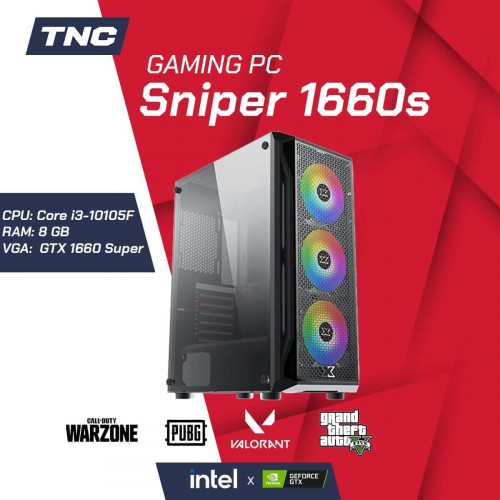 TNC
GAMING PC
Sniper 1660s
CPU: Core i3-10105F
RAM: 8 GB
VGA: GTX 1660 Super
CALL OF DUTY
WARZONE
PUBG
VALORANT
grand
theft
auto V
intel x NVIDIA GEFORCE
GTX